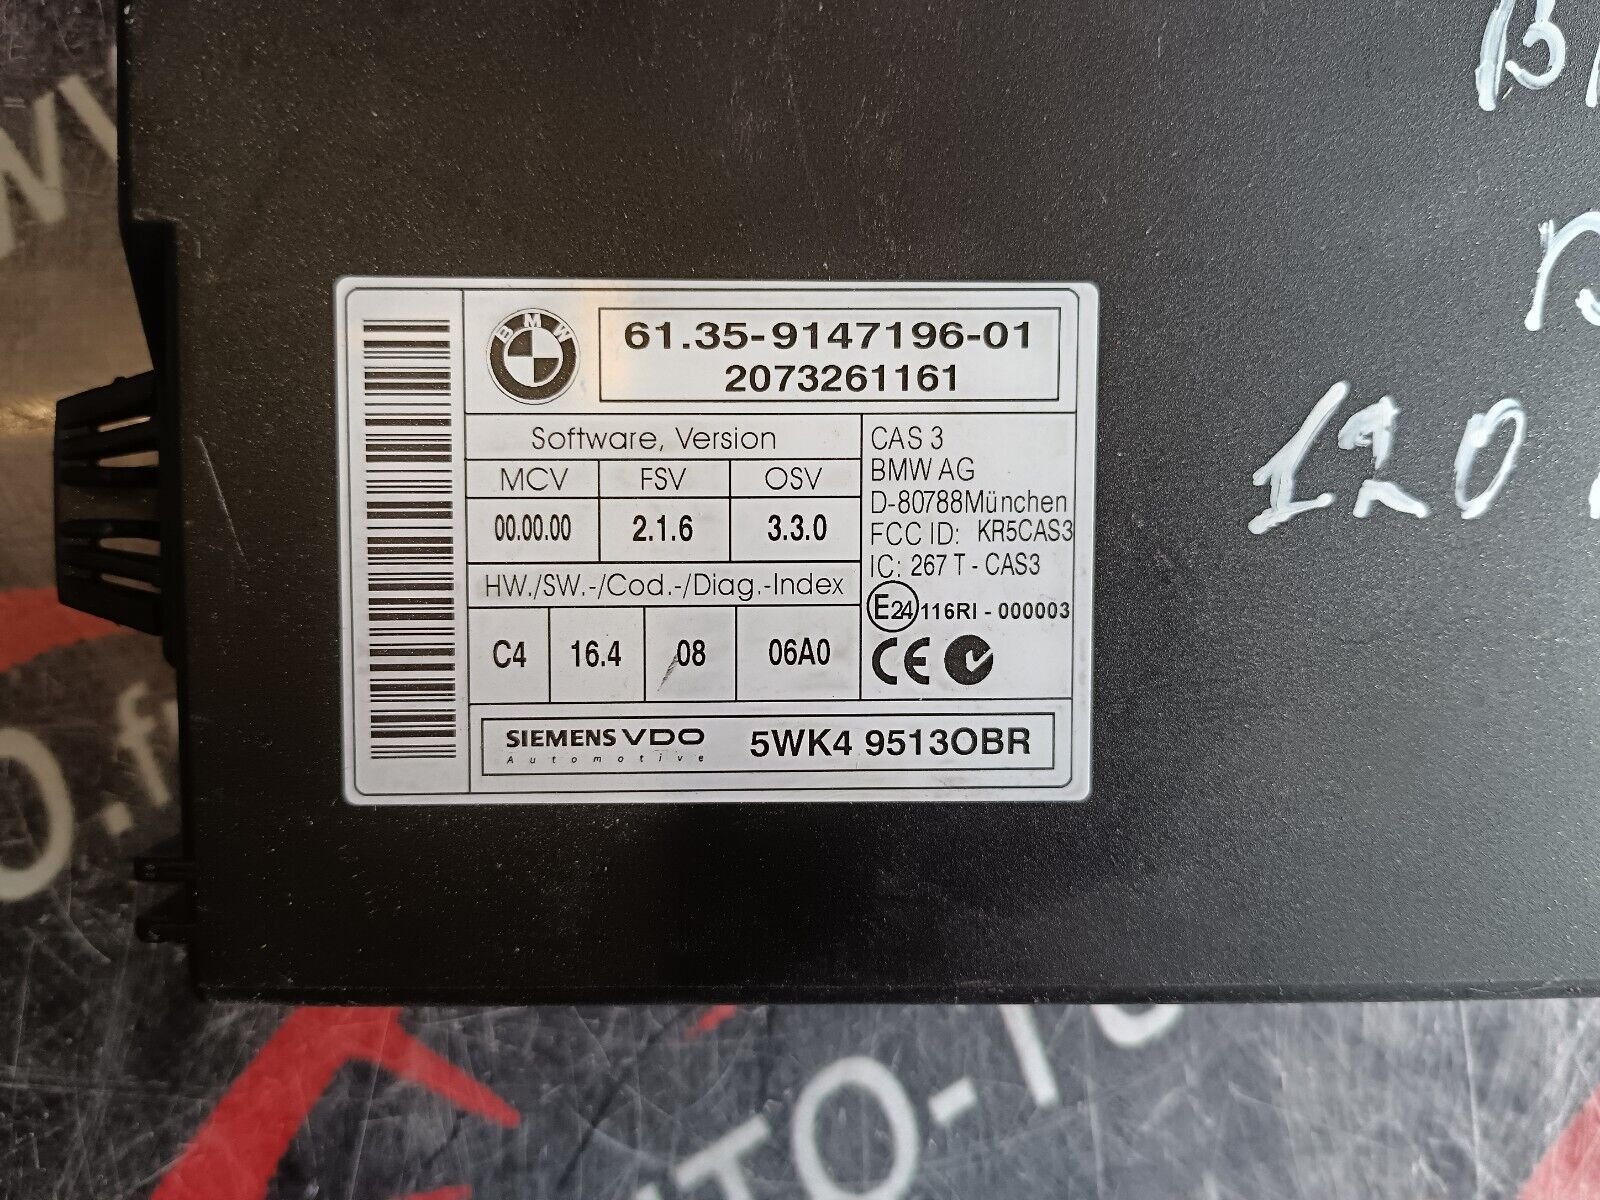 BMW
61.35-9147196-01
2073261161
Software, Version
MCV FSV OSV
00.00.00 2.1.6 3.3.0
HW./SW.-/Cod.-/Diag.-Index
C4 16.4 08 06A0
CAS 3
BMW AG
D-80788München
FCC ID: KR5CAS3
IC: 267 T - CAS3
E24 116RI - 000003
CE
SIEMENS VDO
Automotive
5WK4 9513OBR
120